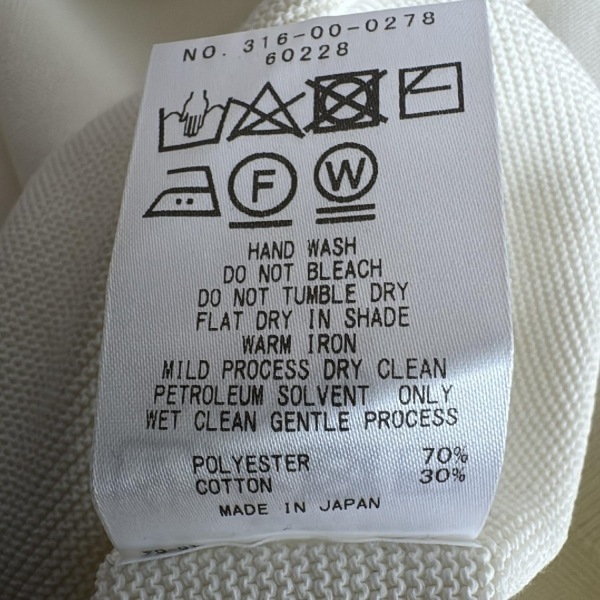 NO. 316-00-0278
60228
F W
HAND WASH
DO NOT BLEACH
DO NOT TUMBLE DRY
FLAT DRY IN SHADE
WARM IRON
MILD PROCESS DRY CLEAN
PETROLEUM SOLVENT ONLY
WET CLEAN GENTLE PROCESS
POLYESTER 70%
COTTON 30%
MADE IN JAPAN